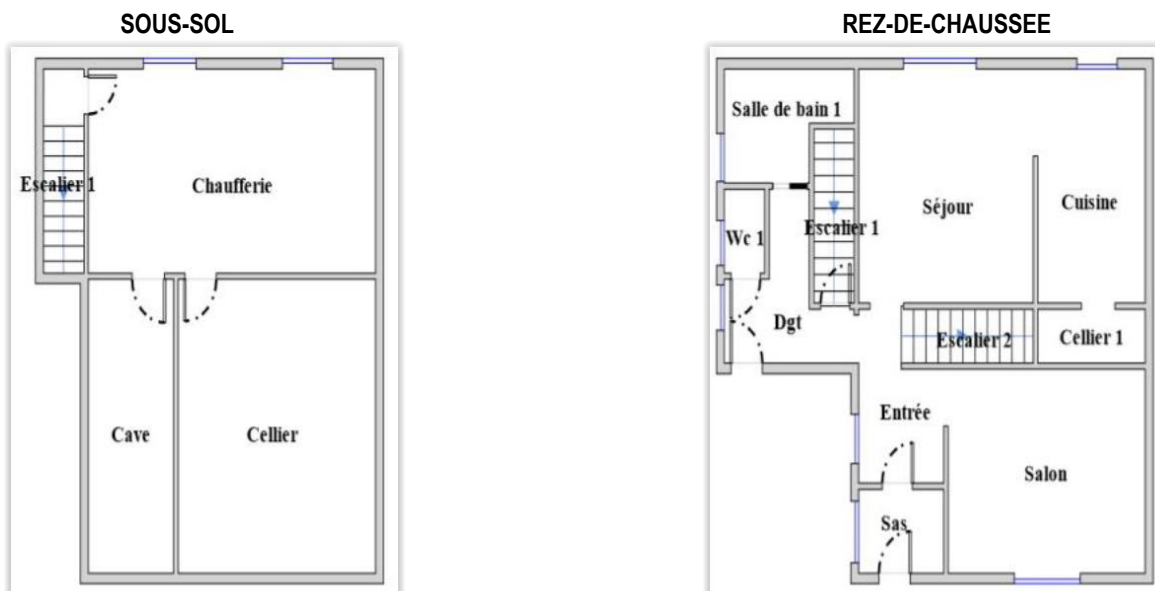 SOUS-SOL
REZ-DE-CHAUSSEE
Escalier 1
Chaufferie
Cave
Cellier
Salle de bain 1
Séjour
Cuisine
Wc 1
Escalier 1
Dgt
Escalier 2
Cellier 1
Entrée
Salon
Sas